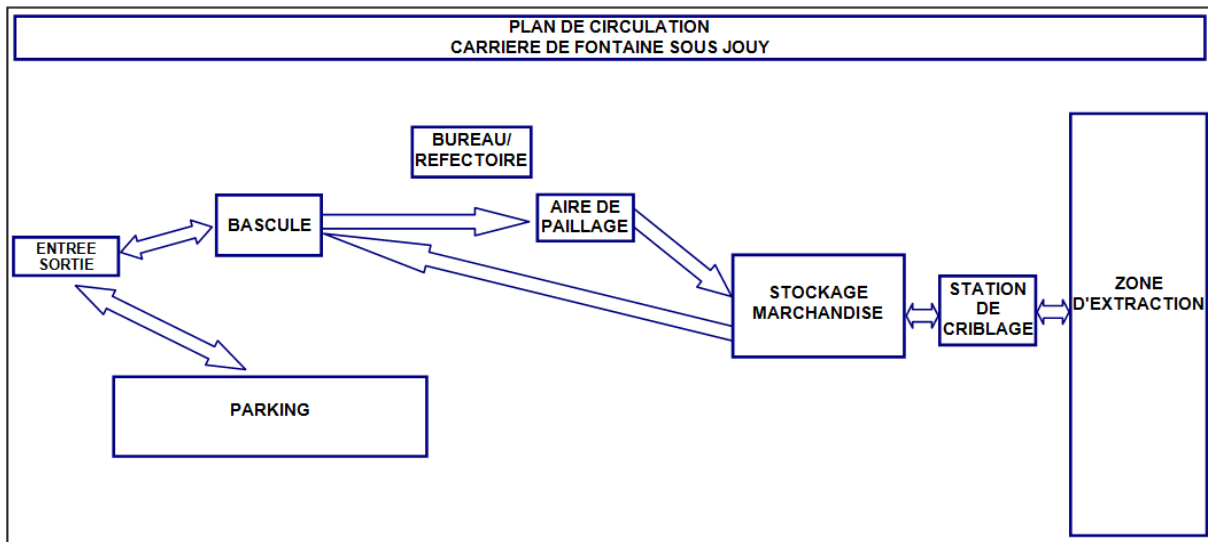 PLAN DE CIRCULATION
CARRIERE DE FONTAINE SOUS JOUY
BUREAU/
REFECTOIRE
BASCULE
AIRE DE
PAILLAGE
ENTREE
SORTIE
STOCKAGE
MARCHANDISE
STATION
DE
CRIBLAGE
ZONE
D'EXTRACTION
PARKING